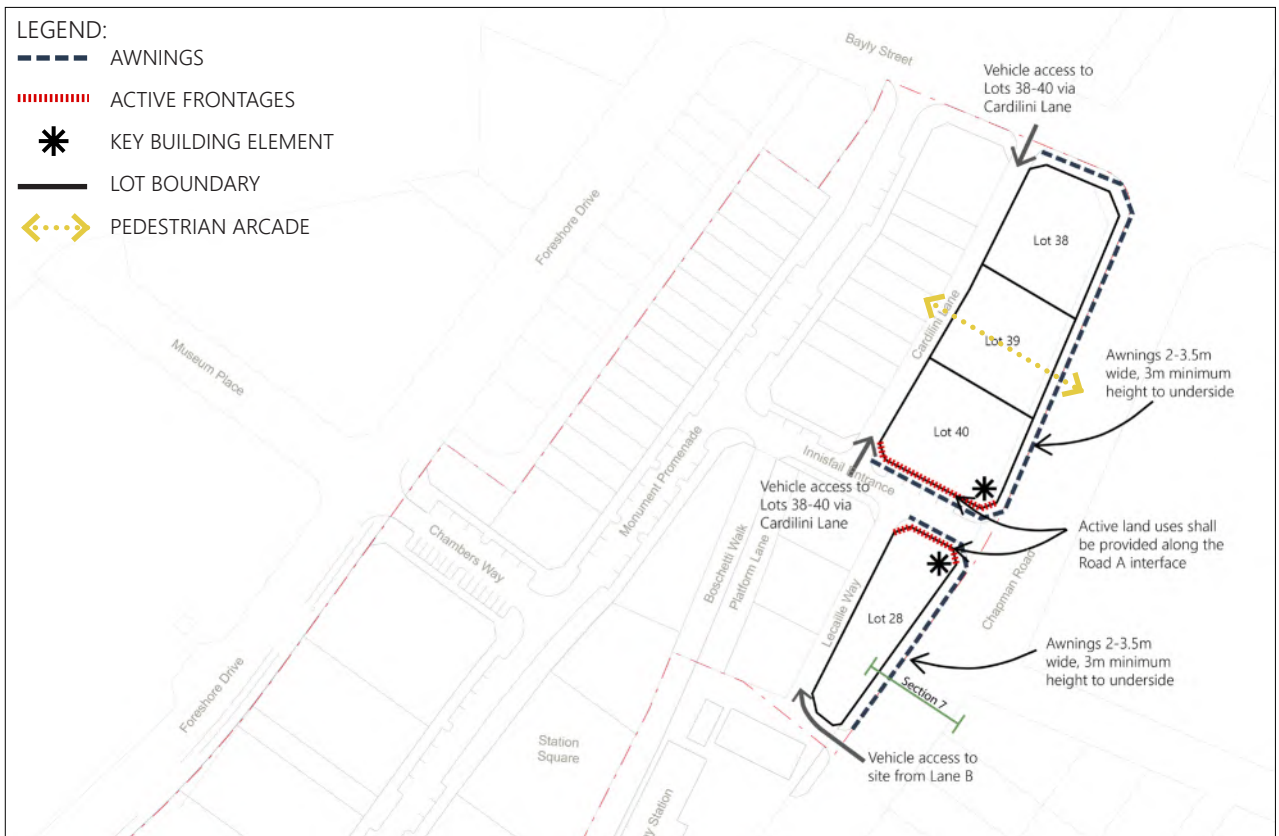 LEGEND:
AWNINGS
ACTIVE FRONTAGES
KEY BUILDING ELEMENT
LOT BOUNDARY
PEDESTRIAN ARCADE
Bayly Street
Vehicle access to
Lots 38-40 via
Cardilini Lane
Foreshore Drive
Lot 38
Cardilini Lane
Lot 39
Museum Place
Awnings 2-3.5m
wide, 3m minimum
height to underside
Lot 40
Innisfail Entrance
Monument Promenade
Vehicle access to
Lots 38-40 via
Cardilini Lane
Chambers Way
Boschetti Walk
Platform Lane
Active land uses shall
be provided along the
Road A interface
Chapman Road
Lecaille Way
Lot 28
Awnings 2-3.5m
wide, 3m minimum
height to underside
Section 7
Foreshore Drive
Station
Square
Vehicle access to
site from Lane B
y Station